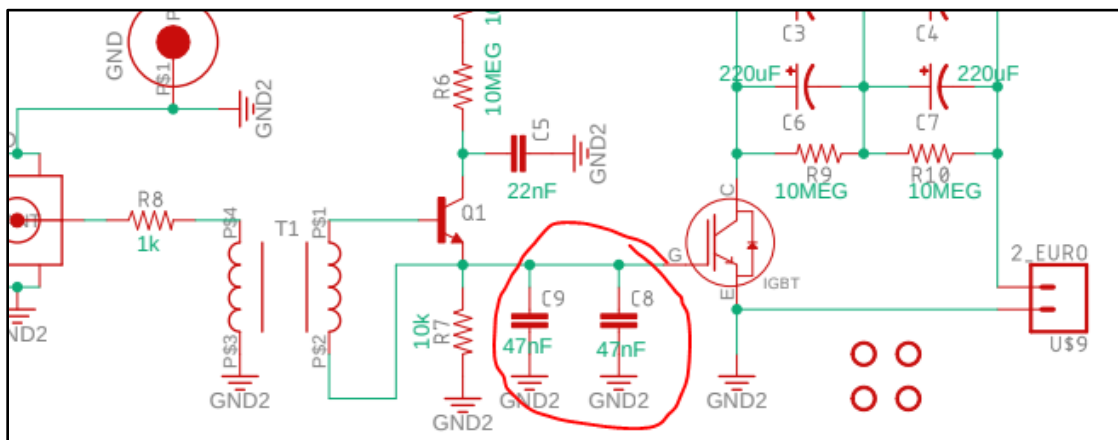 GND
P$1
GND2
R6
10MEG
C5
22nF
GND2
C3
C4
220uF
+
+
220uF
C6
C7
R9
R10
10MEG
10MEG
R8
1k
P$4
T1
P$1
Q1
G
C
E
IGBT
2_EURO
U$9
P$3
P$2
10k
R7
C9
47nF
C8
47nF
GND2
GND2
GND2
GND2
GND2